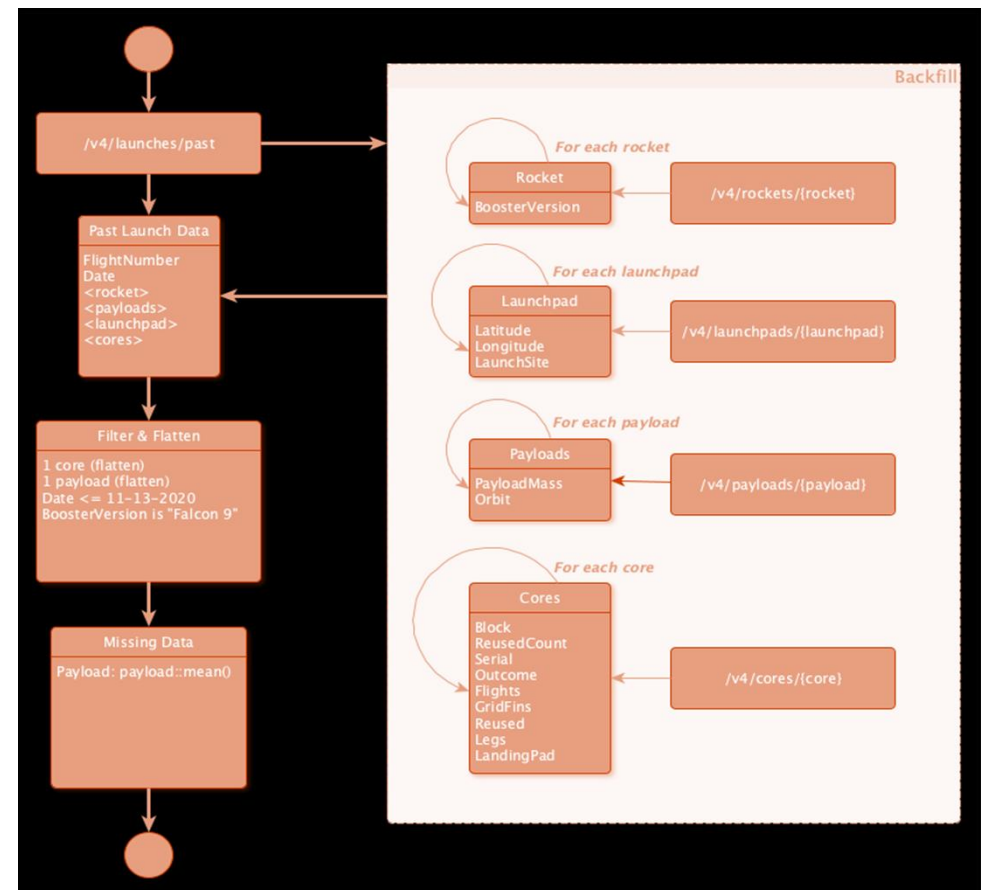 /v4/launches/past
Past Launch Data
FlightNumber
Date
<rocket>
<payloads>
<launchpad>
<cores>
Filter & Flatten
1 core (flatten)
1 payload (flatten)
Date <= 11-13-2020
BoosterVersion is "Falcon 9"
Missing Data
Payload: payload::mean()
Backfill
For each rocket
Rocket
BoosterVersion
/v4/rockets/{rocket}
For each launchpad
Launchpad
Latitude
Longitude
LaunchSite
/v4/launchpads/{launchpad}
For each payload
Payloads
PayloadMass
Orbit
/v4/payloads/{payload}
For each core
Cores
Block
ReusedCount
Serial
Outcome
Flights
GridFins
Reused
Legs
LandingPad
/v4/cores/{core}